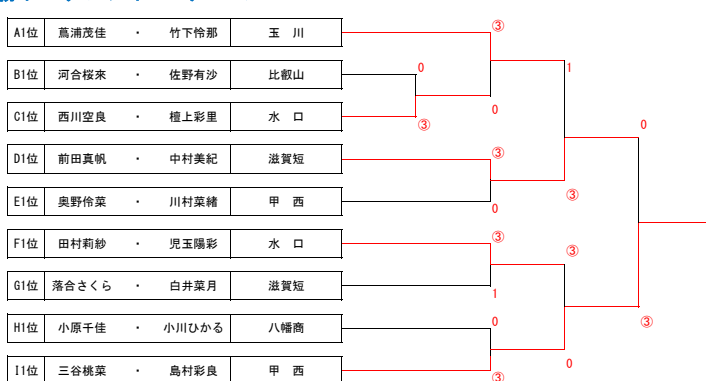 A1位 蔦浦茂佳 ・ 竹下怜那 玉 川 ③
B1位 河合桜來 ・ 佐野有沙 比叡山 0 1
0
C1位 西川空良 ・ 檀上彩里 水 口 ③ 0
D1位 前田真帆 ・ 中村美紀 滋賀短 ③
③
E1位 奥野伶菜 ・ 川村菜緒 甲 西 0
F1位 田村莉紗 ・ 児玉陽彩 水 口 ③ ③
G1位 落合さくら ・ 白井菜月 滋賀短 1
H1位 小原千佳 ・ 小川ひかる 八幡商 0 ③
I1位 三谷桃菜 ・ 島村彩良 甲 西 ③ 0